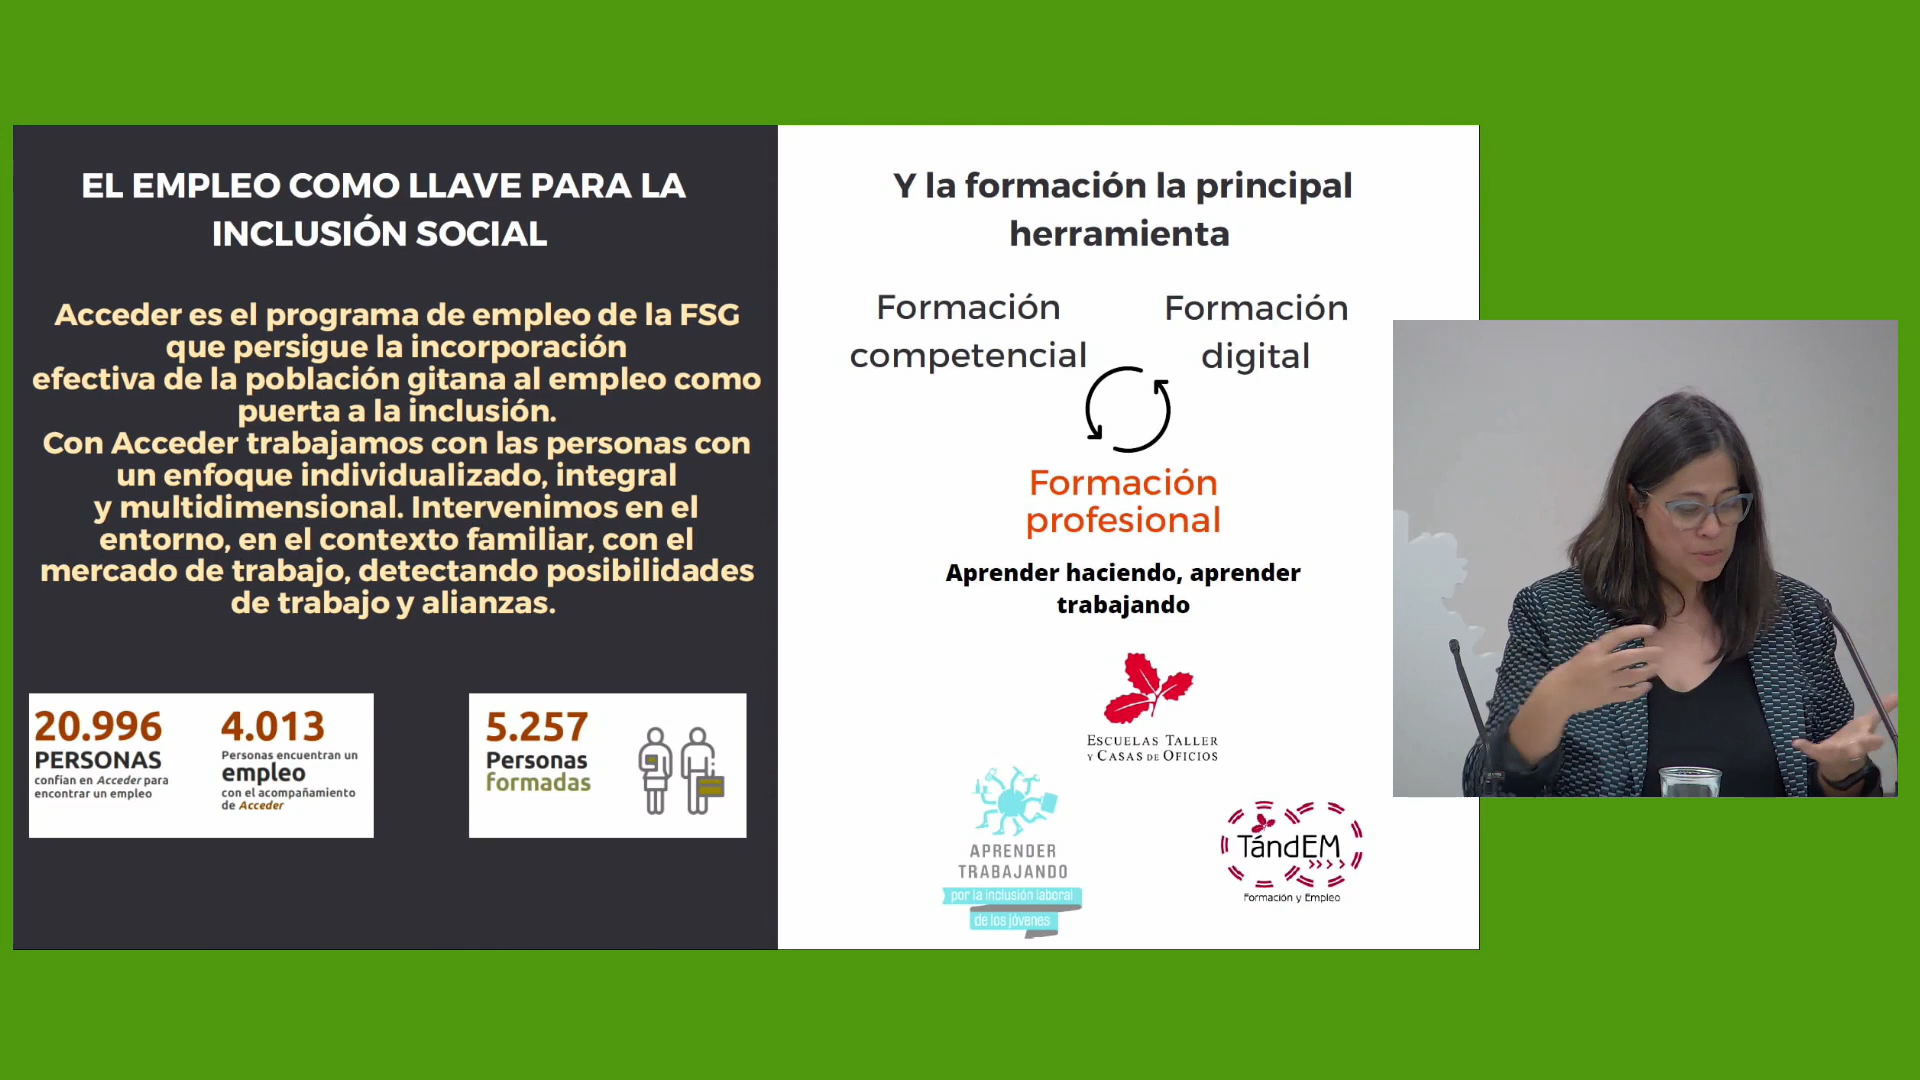 EL EMPLEO COMO LLAVE PARA LA
INCLUSIÓN SOCIAL
Acceder es el programa de empleo de la FSG
que persigue la incorporación
efectiva de la población gitana al empleo como
puerta a la inclusión.
Con Acceder trabajamos con las personas con
un enfoque individualizado, integral
y multidimensional. Intervenimos en el
entorno, en el contexto familiar, con el
mercado de trabajo, detectando posibilidades
de trabajo y alianzas.
20.996
PERSONAS
confían en Acceder para
encontrar un empleo
4.013
Personas encuentran un
empleo
con el acompañamiento
de Acceder
5.257
Personas
formadas
Y la formación la principal
herramienta
Formación
competencial
Formación
digital
Formación
profesional
Aprender haciendo, aprender
trabajando
ESCUELAS TALLER
Y CASAS DE OFICIOS
APRENDER
TRABAJANDO
por la inclusión laboral
de los jóvenes
TándEM
Formación y Empleo